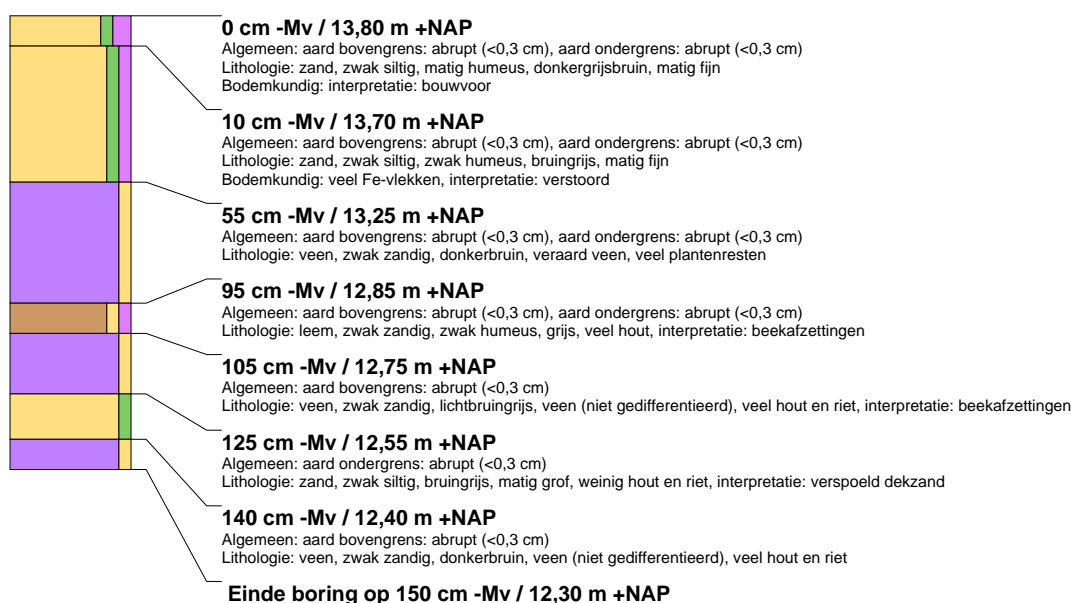 0 cm -Mv / 13,80 m +NAP
Algemeen: aard bovengrens: abrupt (<0,3 cm), aard ondergrens: abrupt (<0,3 cm)
Lithologie: zand, zwak siltig, matig humeus, donkergrijsbruin, matig fijn
Bodemkundig: interpretatie: bouwvoor
10 cm -Mv / 13,70 m +NAP
Algemeen: aard bovengrens: abrupt (<0,3 cm), aard ondergrens: abrupt (<0,3 cm)
Lithologie: zand, zwak siltig, zwak humeus, bruingrijs, matig fijn
Bodemkundig: veel Fe-vlekken, interpretatie: verstoord
55 cm -Mv / 13,25 m +NAP
Algemeen: aard bovengrens: abrupt (<0,3 cm), aard ondergrens: abrupt (<0,3 cm)
Lithologie: veen, zwak zandig, donkerbruin, veraard veen, veel plantenresten
95 cm -Mv / 12,85 m +NAP
Algemeen: aard bovengrens: abrupt (<0,3 cm), aard ondergrens: abrupt (<0,3 cm)
Lithologie: leem, zwak zandig, zwak humeus, grijs, veel hout, interpretatie: beekafzettingen
105 cm -Mv / 12,75 m +NAP
Algemeen: aard bovengrens: abrupt (<0,3 cm)
Lithologie: veen, zwak zandig, lichtbruingrijs, veen (niet gedifferentieerd), veel hout en riet, interpretatie: beekafzettingen
125 cm -Mv / 12,55 m +NAP
Algemeen: aard ondergrens: abrupt (<0,3 cm)
Lithologie: zand, zwak siltig, bruingrijs, matig grof, weinig hout en riet, interpretatie: verspoeld dekzand
140 cm -Mv / 12,40 m +NAP
Algemeen: aard bovengrens: abrupt (<0,3 cm)
Lithologie: veen, zwak zandig, donkerbruin, veen (niet gedifferentieerd), veel hout en riet
Einde boring op 150 cm -Mv / 12,30 m +NAP